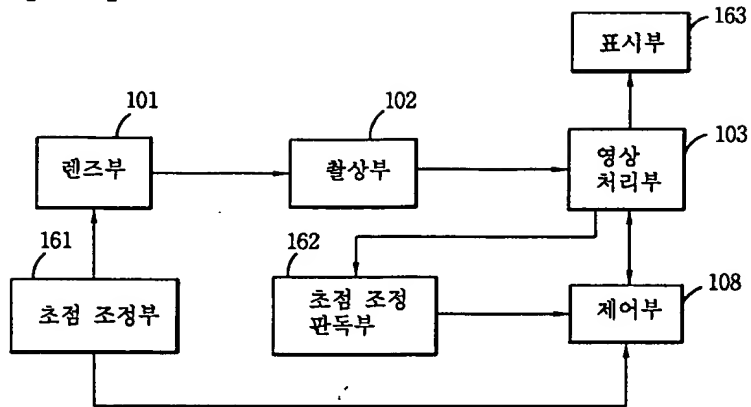 163
표시부
101
렌즈부
102
촬상부
103
영상
처리부
161
초점 조정부
162
초점 조정
판독부
108
제어부